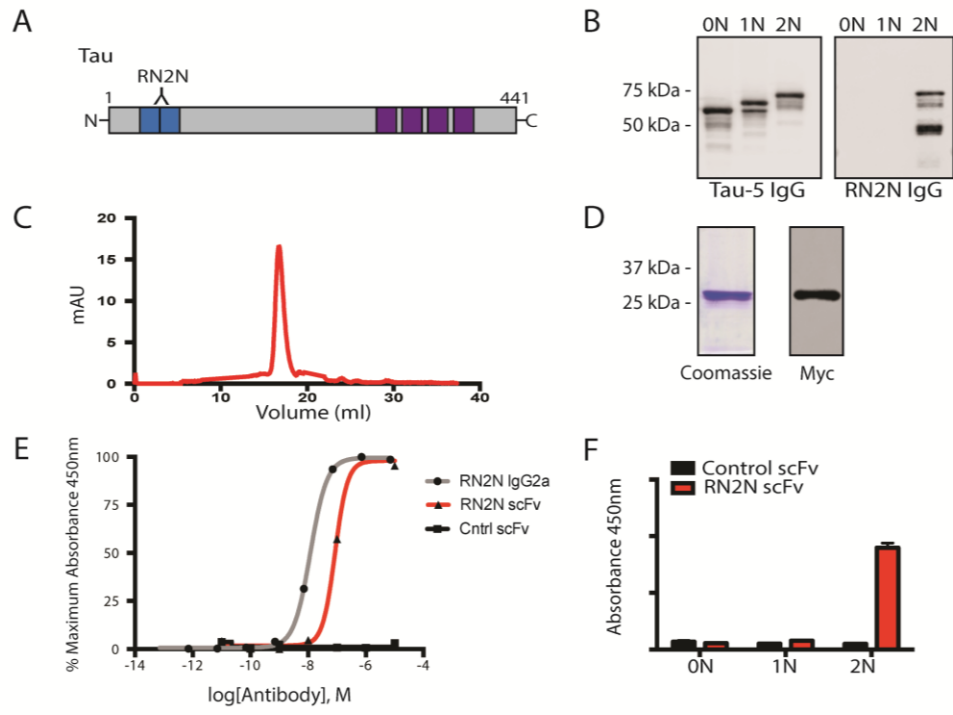 A
Tau
RN2N
1
441
N
C
B
0N 1N 2N 0N 1N 2N
75 kDa -
50 kDa -
Tau-5 IgG RN2N IgG
C
20
15
10
5
0
mAU
0 10 20 30 40
Volume (ml)
D
37 kDa -
25 kDa -
Coomassie Myc
E
100
75
50
25
0
% Maximum Absorbance 450nm
-14 -12 -10 -8 -6 -4
log[Antibody], M
RN2N IgG2a
RN2N scFv
Cntrl scFv
F
Control scFv
RN2N scFv
Absorbance 450nm
0N 1N 2N